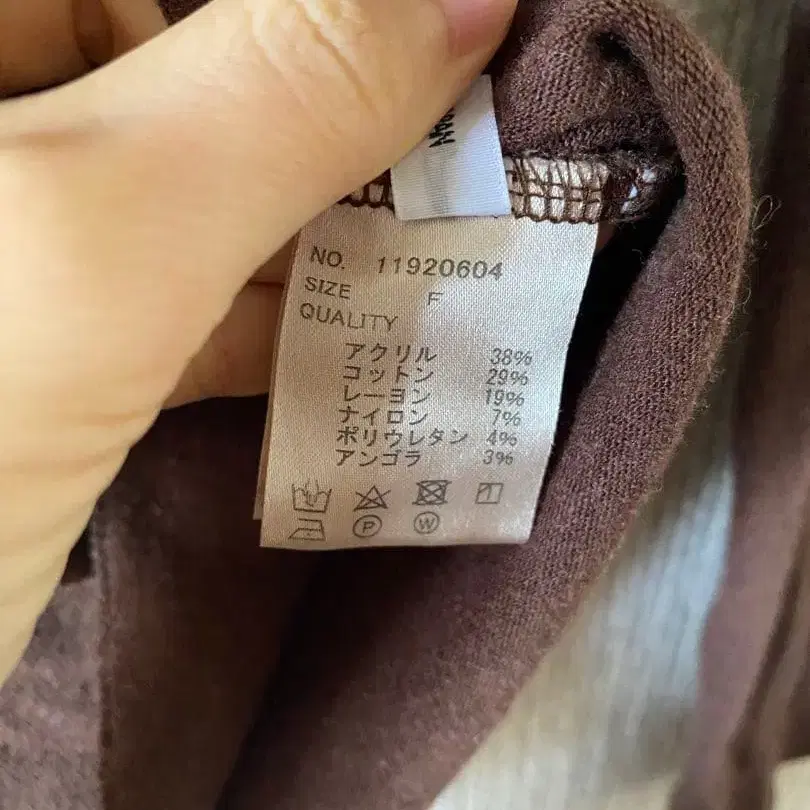 NO. 11920604
SIZE F
QUALITY
アクリル 38%
コットン 29%
レーヨン 19%
ナイロン 7%
ポリウレタン 4%
アンゴラ 3%
P W